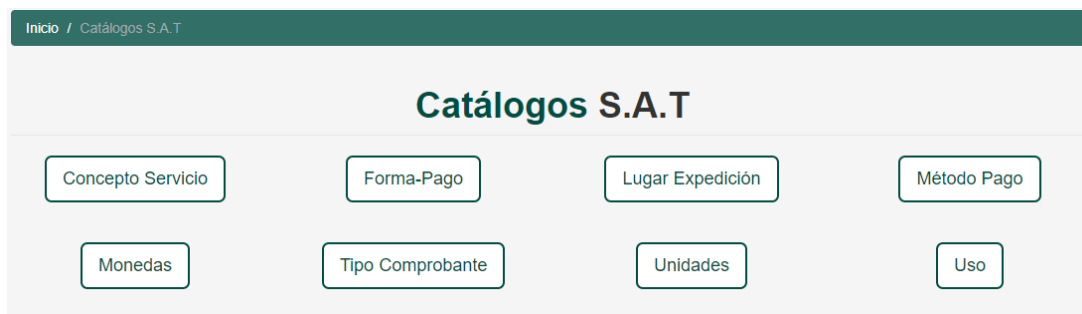 Inicio / Catálogos S.A.T
Catálogos S.A.T
Concepto Servicio Forma-Pago Lugar Expedición Método Pago
Monedas Tipo Comprobante Unidades Uso